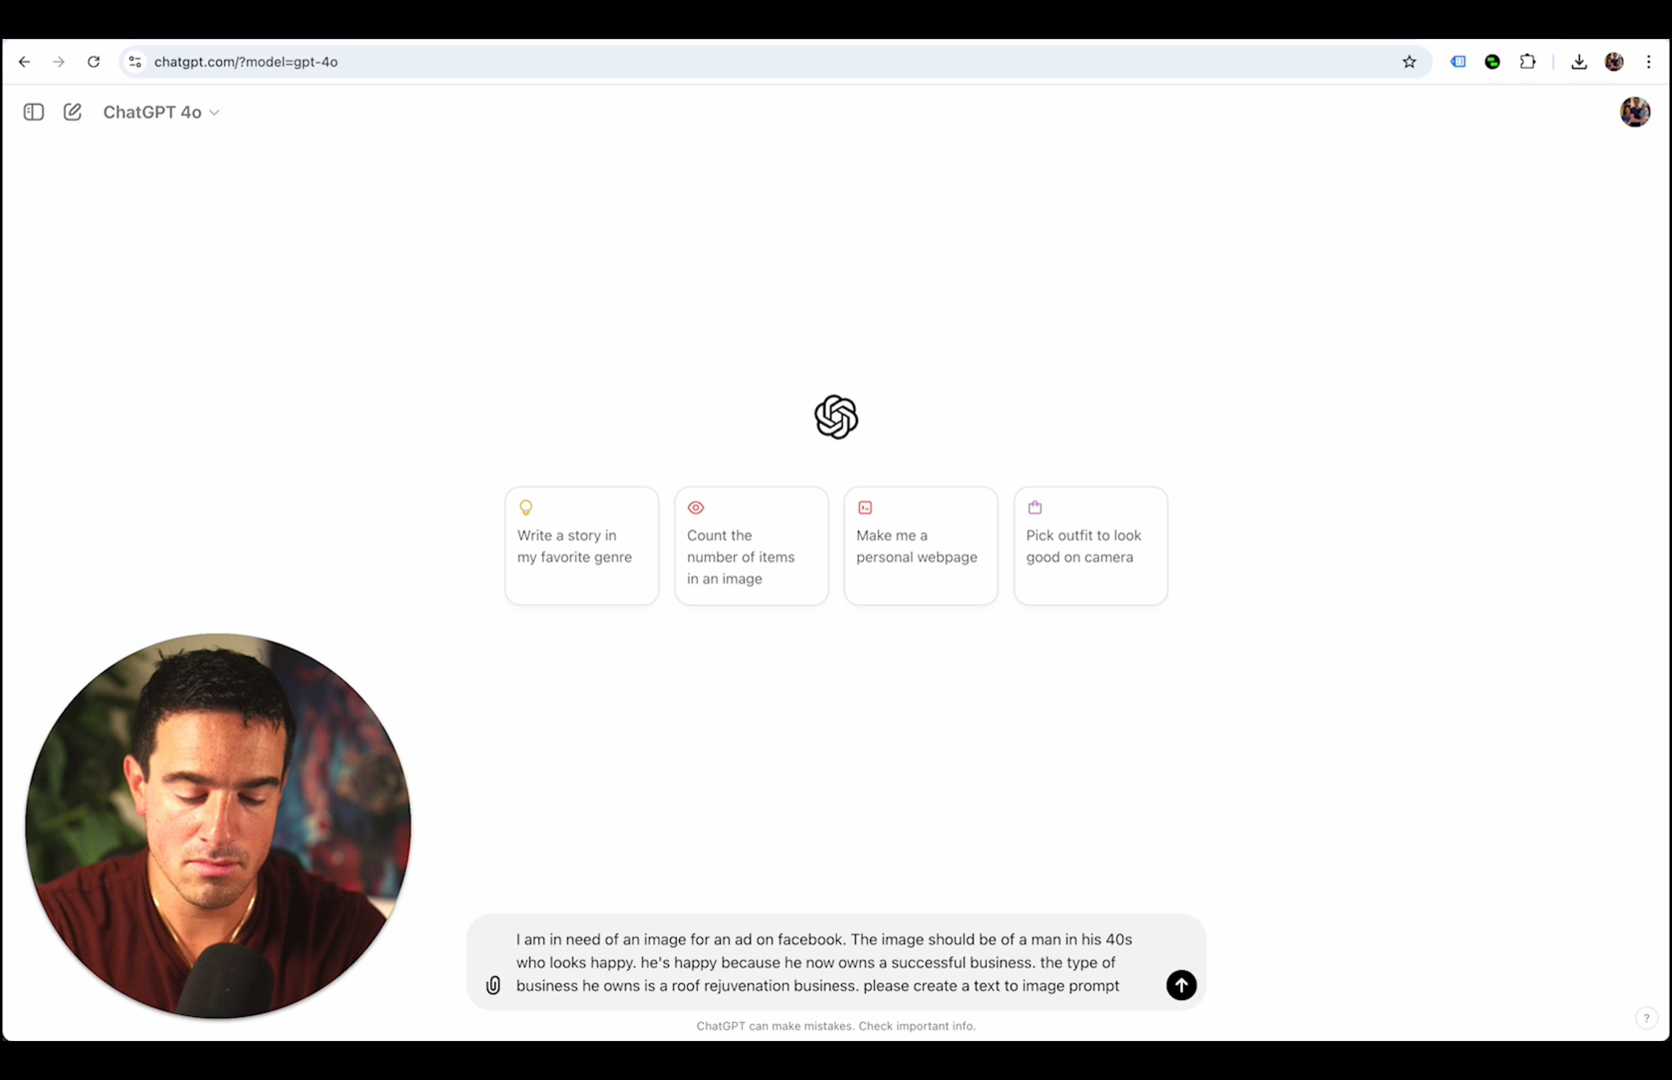 chatgpt.com/?model=gpt-4o
ChatGPT 4o
Write a story in
my favorite genre
Count the
number of items
in an image
Make me a
personal webpage
Pick outfit to look
good on camera
I am in need of an image for an ad on facebook. The image should be of a man in his 40s
who looks happy. he's happy because he now owns a successful business. the type of
business he owns is a roof rejuvenation business. please create a text to image prompt
ChatGPT can make mistakes. Check important info.
?